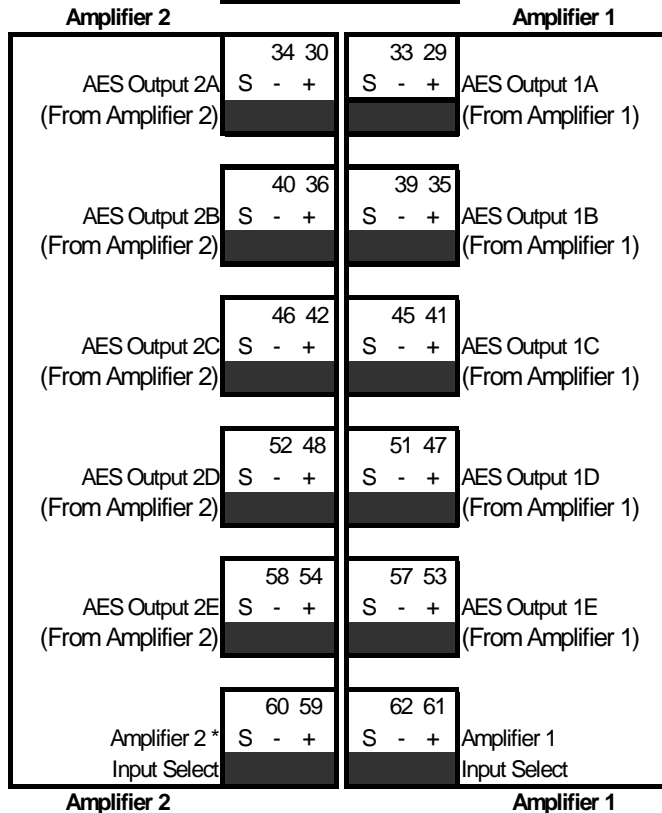 Amplifier 2 Amplifier 1
34 30 33 29
AES Output 2A S - + S - + AES Output 1A
(From Amplifier 2) (From Amplifier 1)
40 36 39 35
AES Output 2B S - + S - + AES Output 1B
(From Amplifier 2) (From Amplifier 1)
46 42 45 41
AES Output 2C S - + S - + AES Output 1C
(From Amplifier 2) (From Amplifier 1)
52 48 51 47
AES Output 2D S - + S - + AES Output 1D
(From Amplifier 2) (From Amplifier 1)
58 54 57 53
AES Output 2E S - + S - + AES Output 1E
(From Amplifier 2) (From Amplifier 1)
60 59 62 61
Amplifier 2 * S - + S - + Amplifier 1
Input Select Input Select
Amplifier 2 Amplifier 1